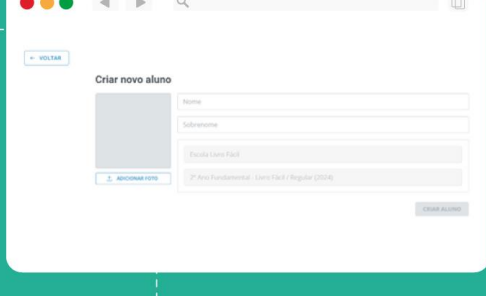 ← VOLTAR
Criar novo aluno
Nome
Sobrenome
Escola Livro Fácil
ADICIONAR FOTO
2º Ano Fundamental - Livro Fácil / Regular (2024)
CRIAR ALUNO